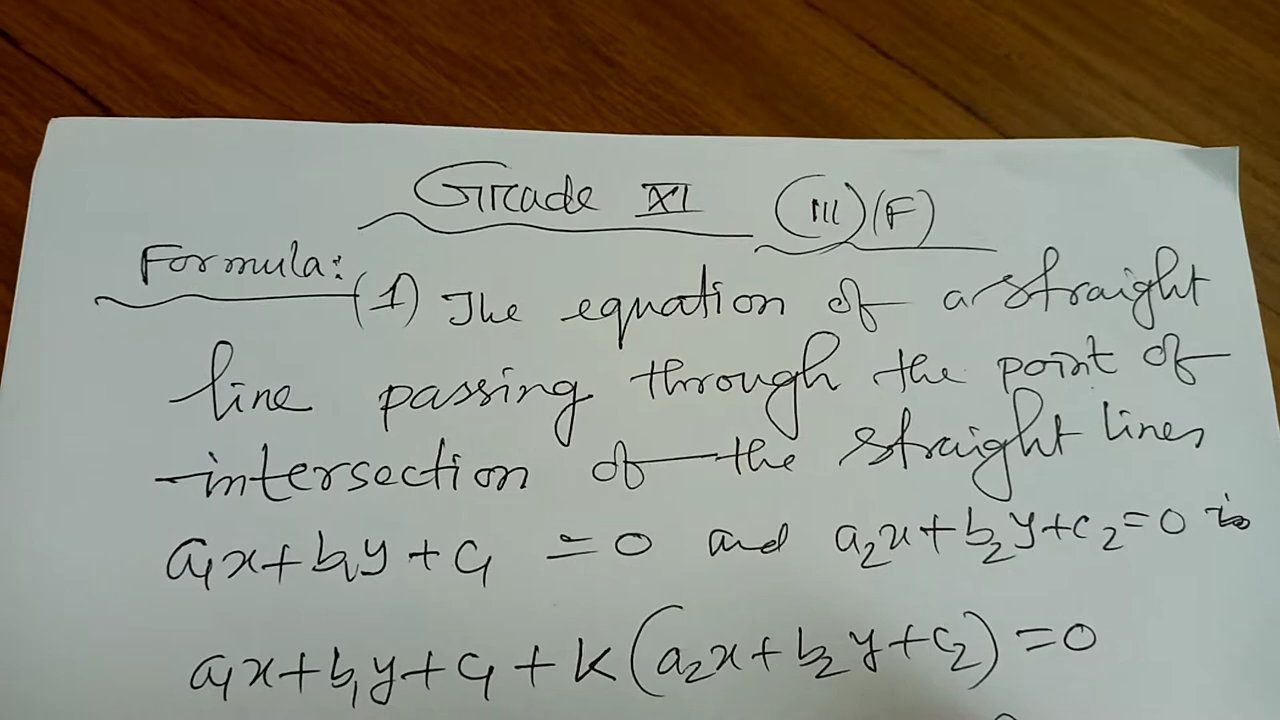 Grade XI (III)(F)
Formula: (1) The equation of a straight
line passing through the point of
intersection of the straight lines
a₁x+b₁y+c₁ =0 and a₂x+b₂y+c₂=0 is
a₁x+b₁y+c₁+k(a₂x+b₂y+c₂)=0